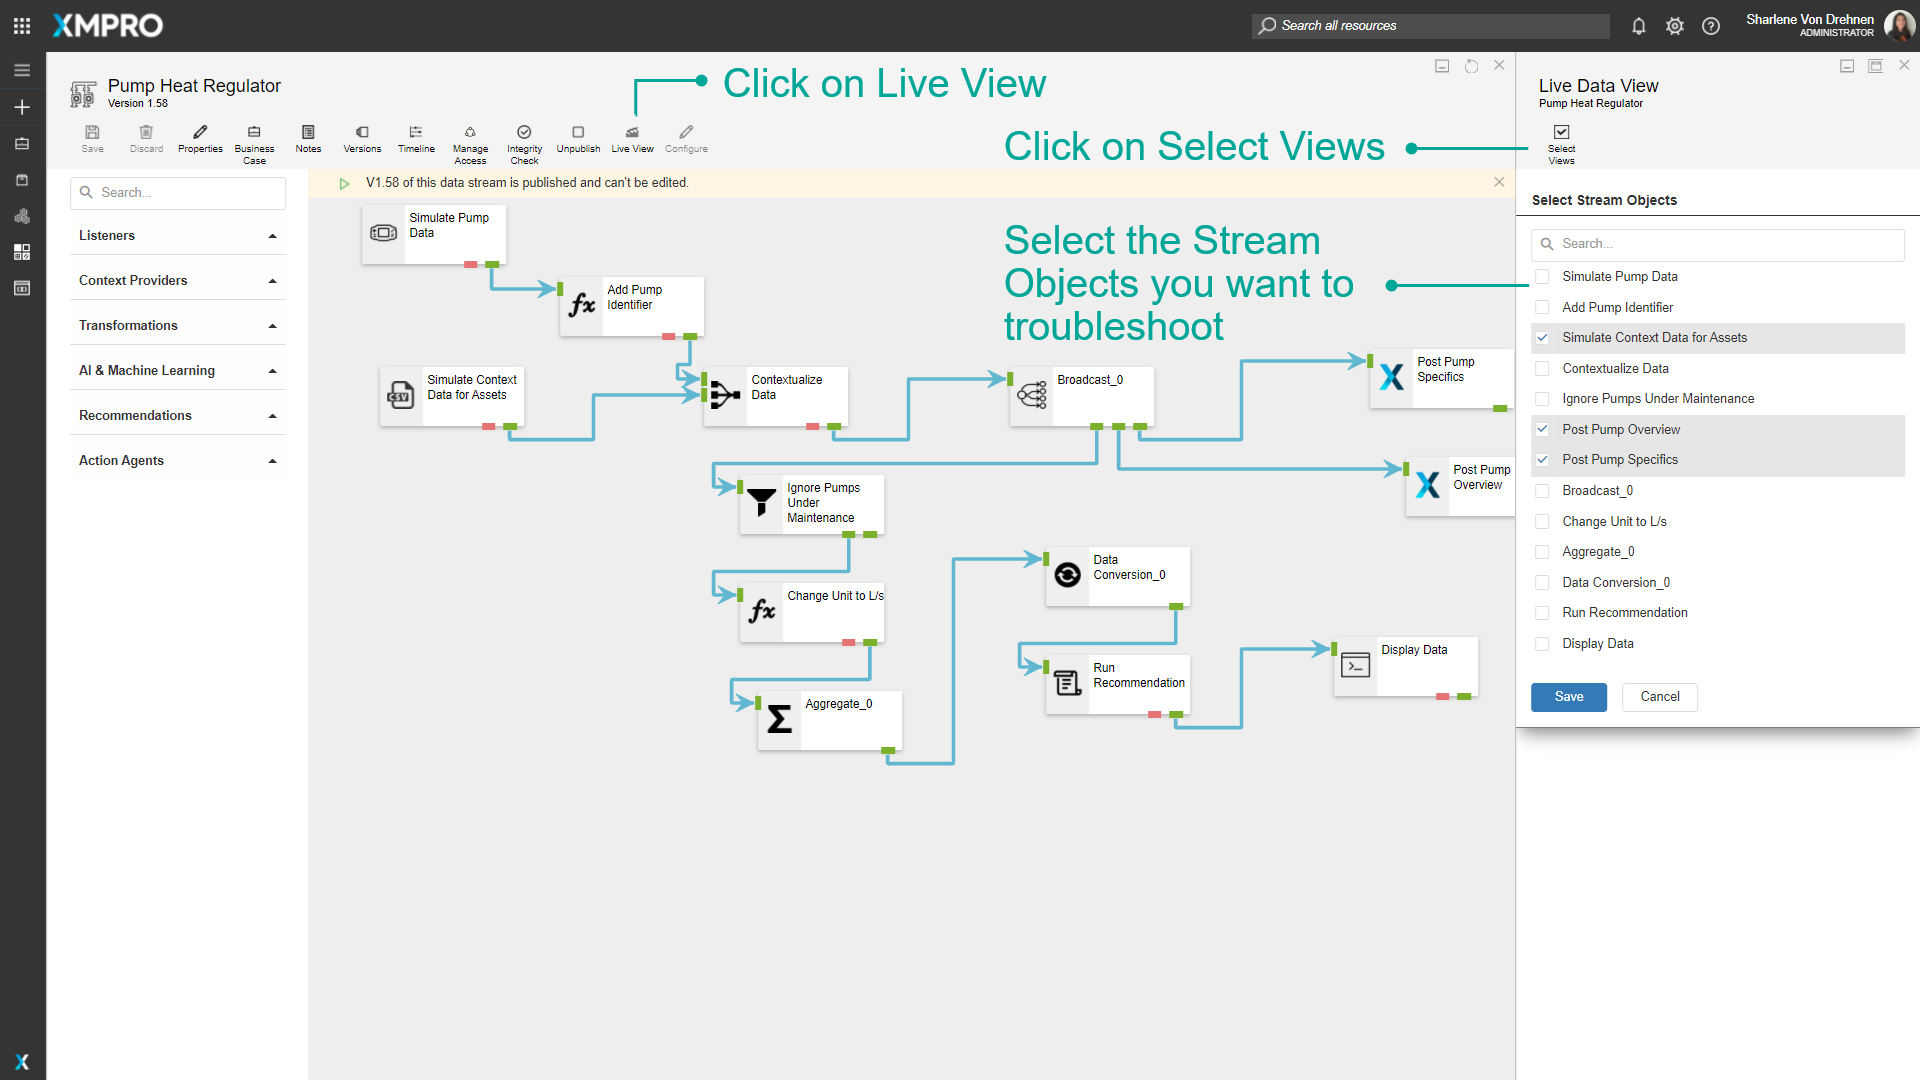 XMPRO
Search all resources
Sharlene Von Drehnen
ADMINISTRATOR
Pump Heat Regulator
Version 1.58
Save
Discard
Properties
Business
Case
Notes
Versions
Timeline
Manage
Access
Integrity
Check
Unpublish
Live View
Configure
Click on Live View
Click on Select Views
Select the Stream
Objects you want to
troubleshoot
V1.58 of this data stream is published and can't be edited.
Search...
Listeners
Context Providers
Transformations
AI & Machine Learning
Recommendations
Action Agents
Simulate Pump
Data
fx
Add Pump
Identifier
CSV
Simulate Context
Data for Assets
Contextualize
Data
Broadcast_0
Post Pump
Specifics
Post Pump
Overview
Ignore Pumps
Under
Maintenance
fx
Change Unit to L/s
Σ
Aggregate_0
Data
Conversion_0
Run
Recommendation
Display Data
Live Data View
Pump Heat Regulator
Select
Views
Select Stream Objects
Search...
Simulate Pump Data
Add Pump Identifier
Simulate Context Data for Assets
Contextualize Data
Ignore Pumps Under Maintenance
Post Pump Overview
Post Pump Specifics
Broadcast_0
Change Unit to L/s
Aggregate_0
Data Conversion_0
Run Recommendation
Display Data
Save
Cancel